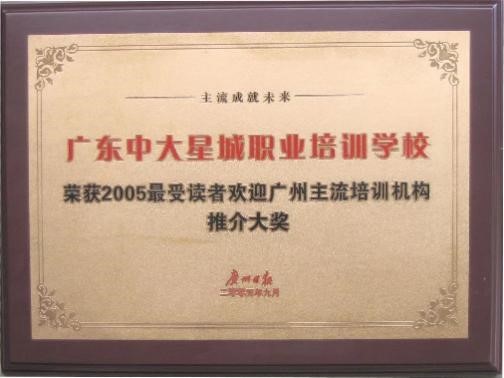 主流成就未来
广东中大星城职业培训学校
荣获2005最受读者欢迎广州主流培训机构
推介大奖
广州日报
二零零五年九月